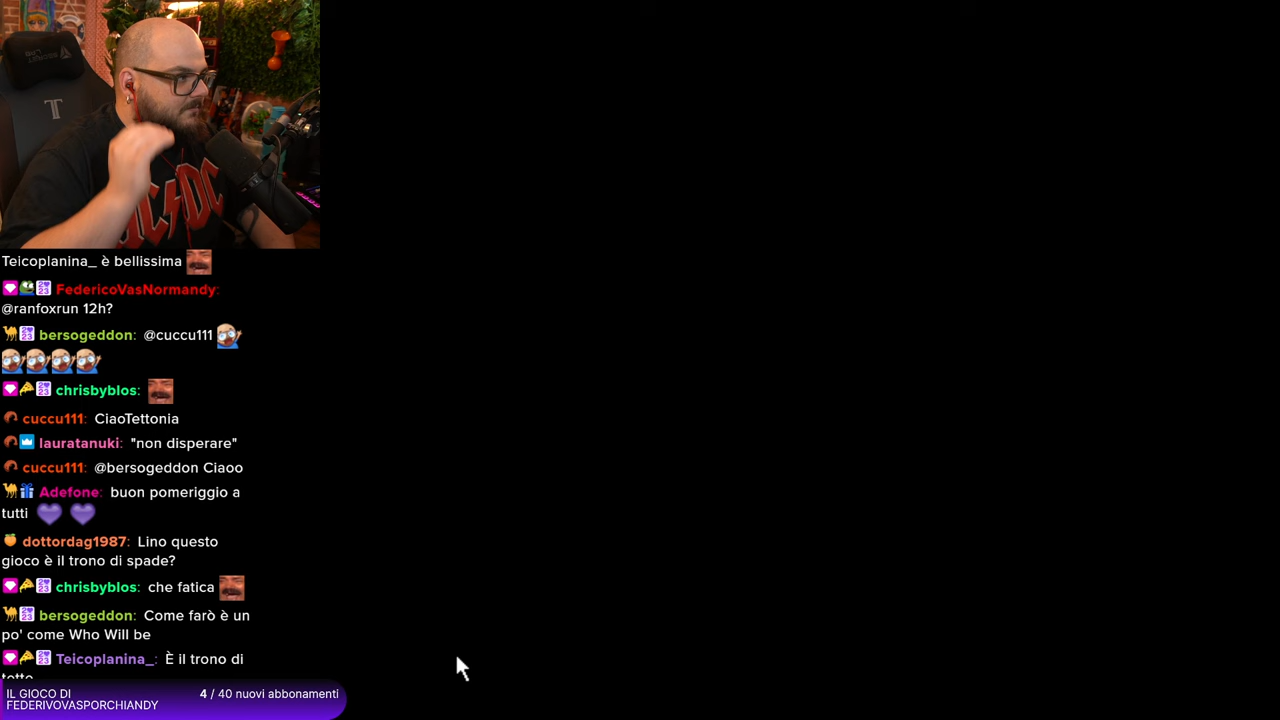 AC/DC
Teicoplanina_ è bellissima
FedericoVasNormandy:
@ranfoxrun 12h?
bersogeddon: @cuccu111
chrisbyblos:
cuccu111: CiaoTettonia
lauratanuki: "non disperare"
cuccu111: @bersogeddon Ciaoo
Adefone: buon pomeriggio a
tutti
dottordag1987: Lino questo
gioco è il trono di spade?
chrisbyblos: che fatica
bersogeddon: Come farò è un
po' come Who Will be
Teicoplanina_: È il trono di
IL GIOCO DI
FEDERIVOVASPORCHIANDY
4 / 40 nuovi abbonamenti